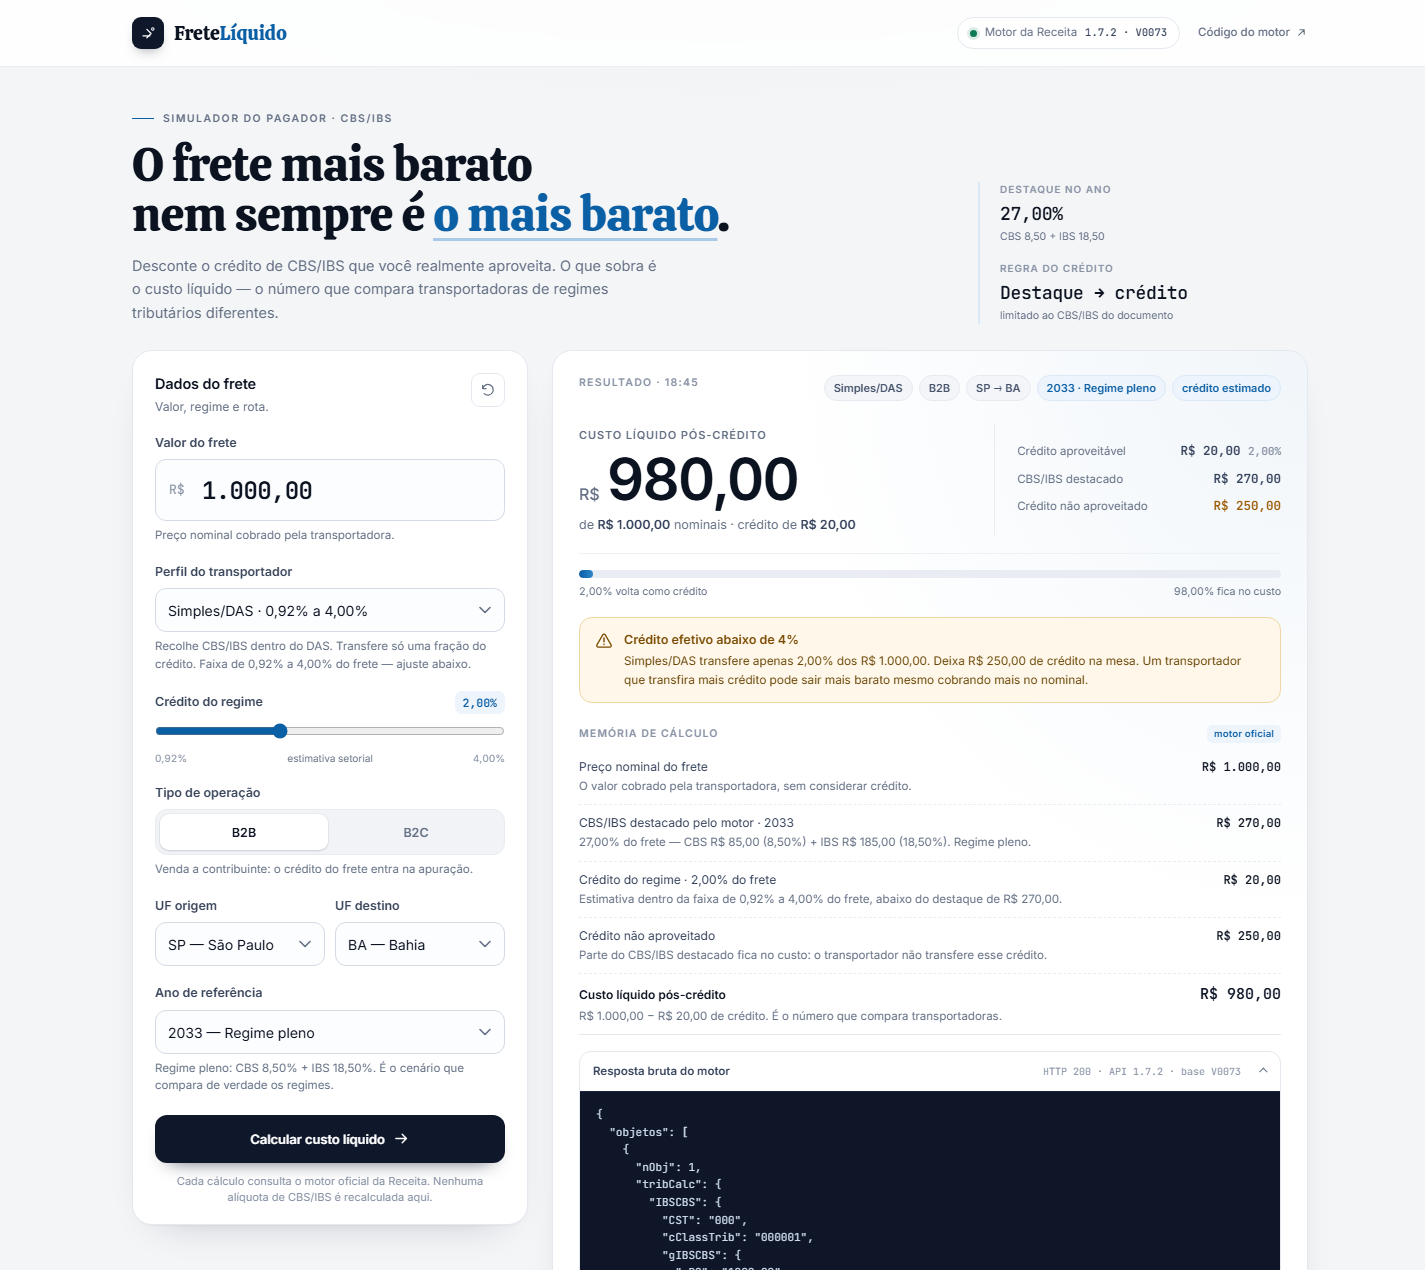 FreteLíquido
Motor da Receita 1.7.2 · V0073
Código do motor ↗
SIMULADOR DO PAGADOR · CBS/IBS
O frete mais barato
nem sempre é o mais barato.
Desconte o crédito de CBS/IBS que você realmente aproveita. O que sobra é
o custo líquido — o número que compara transportadoras de regimes
tributários diferentes.
DESTAQUE NO ANO
27,00%
CBS 8,50 + IBS 18,50
REGRA DO CRÉDITO
Destaque → crédito
limitado ao CBS/IBS do documento
Dados do frete
Valor, regime e rota.
Valor do frete
R$ 1.000,00
Preço nominal cobrado pela transportadora.
Perfil do transportador
Simples/DAS · 0,92% a 4,00%
Recolhe CBS/IBS dentro do DAS. Transfere só uma fração do
crédito. Faixa de 0,92% a 4,00% do frete — ajuste abaixo.
Crédito do regime 2,00%
0,92% estimativa setorial 4,00%
Tipo de operação
B2B B2C
Venda a contribuinte: o crédito do frete entra na apuração.
UF origem UF destino
SP — São Paulo BA — Bahia
Ano de referência
2033 — Regime pleno
Regime pleno: CBS 8,50% + IBS 18,50%. É o cenário que
compara de verdade os regimes.
Calcular custo líquido →
Cada cálculo consulta o motor oficial da Receita. Nenhuma
alíquota de CBS/IBS é recalculada aqui.
RESULTADO · 18:45
Simples/DAS B2B SP → BA 2033 · Regime pleno crédito estimado
CUSTO LÍQUIDO PÓS-CRÉDITO
R$ 980,00
de R$ 1.000,00 nominais · crédito de R$ 20,00
Crédito aproveitável R$ 20,00 2,00%
CBS/IBS destacado R$ 270,00
Crédito não aproveitado R$ 250,00
2,00% volta como crédito 98,00% fica no custo
Crédito efetivo abaixo de 4%
Simples/DAS transfere apenas 2,00% dos R$ 1.000,00. Deixa R$ 250,00 de crédito na mesa. Um transportador
que transfira mais crédito pode sair mais barato mesmo cobrando mais no nominal.
MEMÓRIA DE CÁLCULO motor oficial
Preço nominal do frete R$ 1.000,00
O valor cobrado pela transportadora, sem considerar crédito.
CBS/IBS destacado pelo motor · 2033 R$ 270,00
27,00% do frete — CBS R$ 85,00 (8,50%) + IBS R$ 185,00 (18,50%). Regime pleno.
Crédito do regime · 2,00% do frete R$ 20,00
Estimativa dentro da faixa de 0,92% a 4,00% do frete, abaixo do destaque de R$ 270,00.
Crédito não aproveitado R$ 250,00
Parte do CBS/IBS destacado fica no custo: o transportador não transfere esse crédito.
Custo líquido pós-crédito R$ 980,00
R$ 1.000,00 − R$ 20,00 de crédito. É o número que compara transportadoras.
Resposta bruta do motor HTTP 200 · API 1.7.2 · base V0073
{
"objetos": [
{
"nObj": 1,
"tribCalc": {
"IBSCBS": {
"CST": "000",
"cClassTrib": "000001",
"gIBSCBS": {